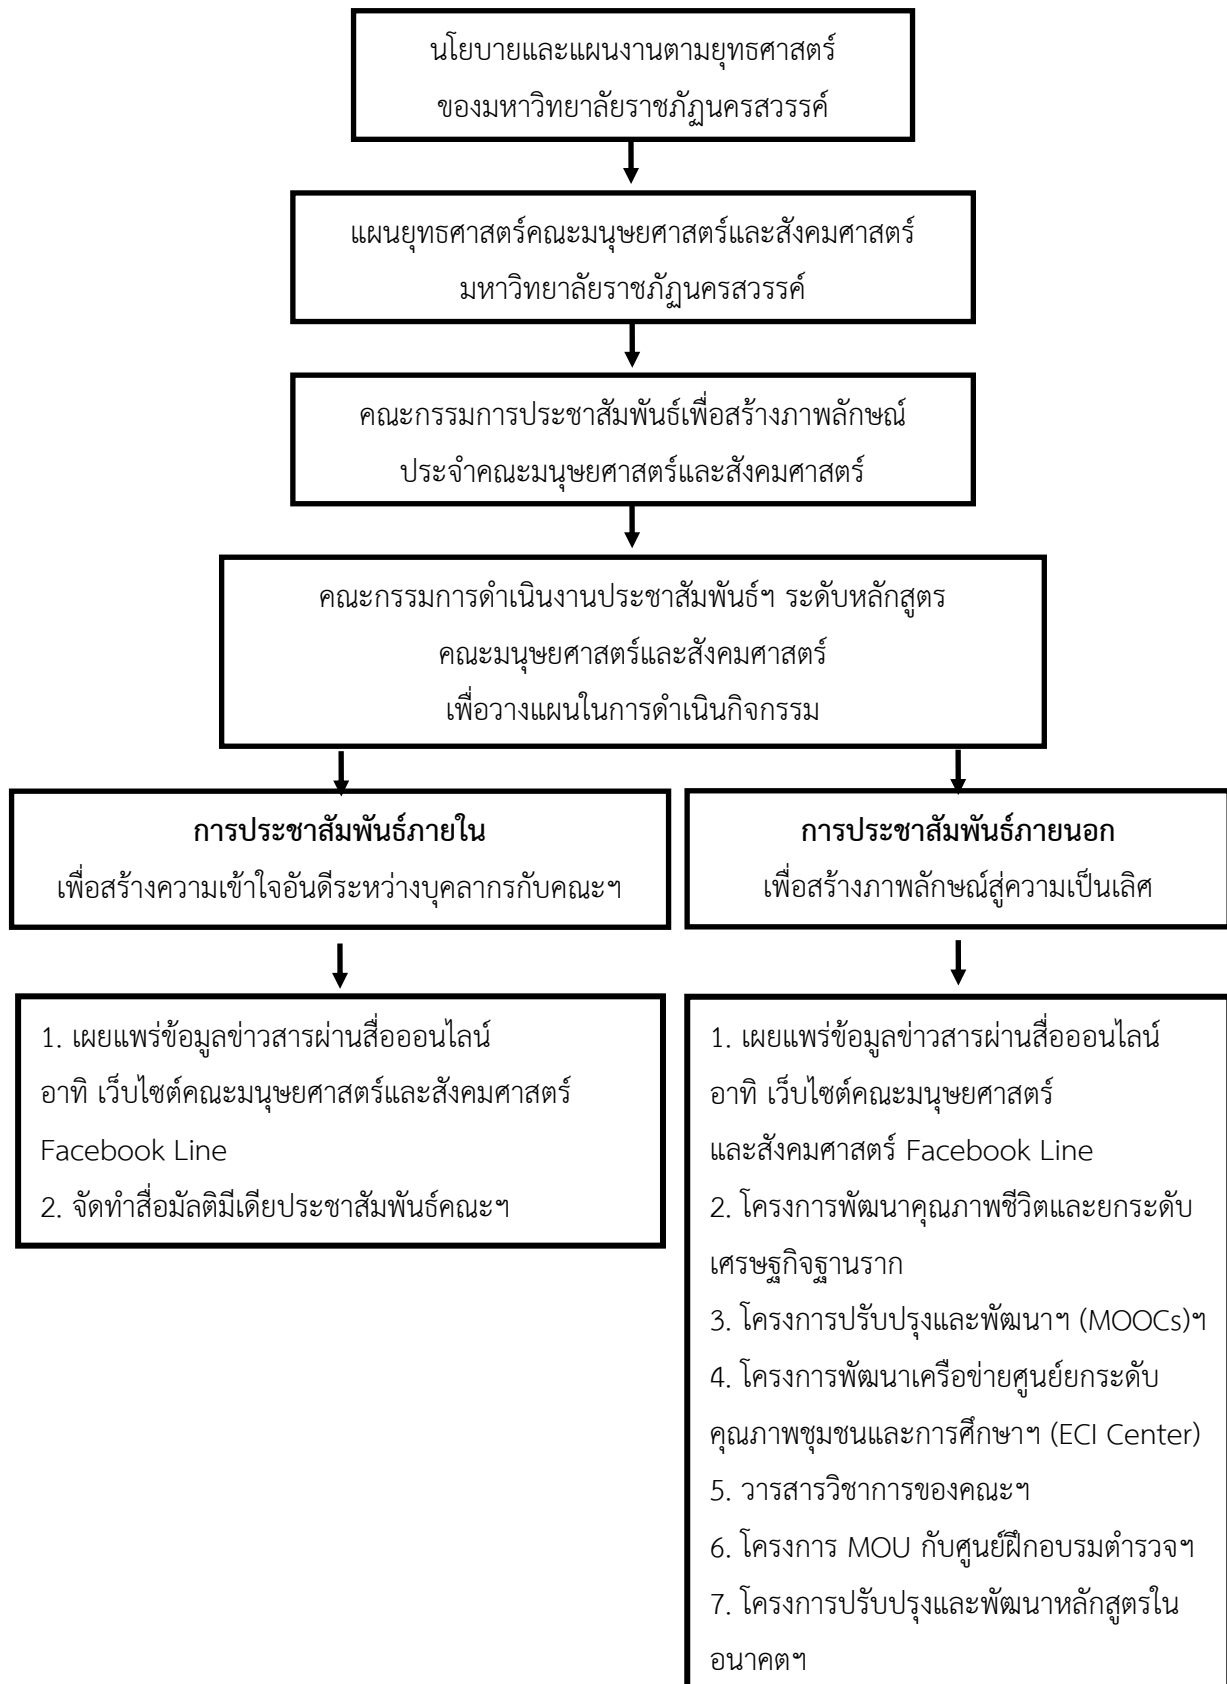 นโยบายและแผนงานตามยุทธศาสตร์
ของมหาวิทยาลัยราชภัฏนครสวรรค์
แผนยุทธศาสตร์คณะมนุษยศาสตร์และสังคมศาสตร์
มหาวิทยาลัยราชภัฏนครสวรรค์
คณะกรรมการประชาสัมพันธ์เพื่อสร้างภาพลักษณ์
ประจำคณะมนุษยศาสตร์และสังคมศาสตร์
คณะกรรมการดำเนินงานประชาสัมพันธ์ฯ ระดับหลักสูตร
คณะมนุษยศาสตร์และสังคมศาสตร์
เพื่อวางแผนในการดำเนินกิจกรรม
การประชาสัมพันธ์ภายใน
เพื่อสร้างความเข้าใจอันดีระหว่างบุคลากรกับคณะฯ
การประชาสัมพันธ์ภายนอก
เพื่อสร้างภาพลักษณ์สู่ความเป็นเลิศ
1. เผยแพร่ข้อมูลข่าวสารผ่านสื่อออนไลน์
อาทิ เว็บไซต์คณะมนุษยศาสตร์และสังคมศาสตร์
Facebook Line
2. จัดทำสื่อมัลติมีเดียประชาสัมพันธ์คณะฯ
1. เผยแพร่ข้อมูลข่าวสารผ่านสื่อออนไลน์
อาทิ เว็บไซต์คณะมนุษยศาสตร์
และสังคมศาสตร์ Facebook Line
2. โครงการพัฒนาคุณภาพชีวิตและยกระดับ
เศรษฐกิจฐานราก
3. โครงการปรับปรุงและพัฒนาฯ (MOOCs)ฯ
4. โครงการพัฒนาเครือข่ายศูนย์ยกระดับ
คุณภาพชุมชนและการศึกษาฯ (ECI Center)
5. วารสารวิชาการของคณะฯ
6. โครงการ MOU กับศูนย์ฝึกอบรมตำรวจฯ
7. โครงการปรับปรุงและพัฒนาหลักสูตรใน
อนาคตฯ